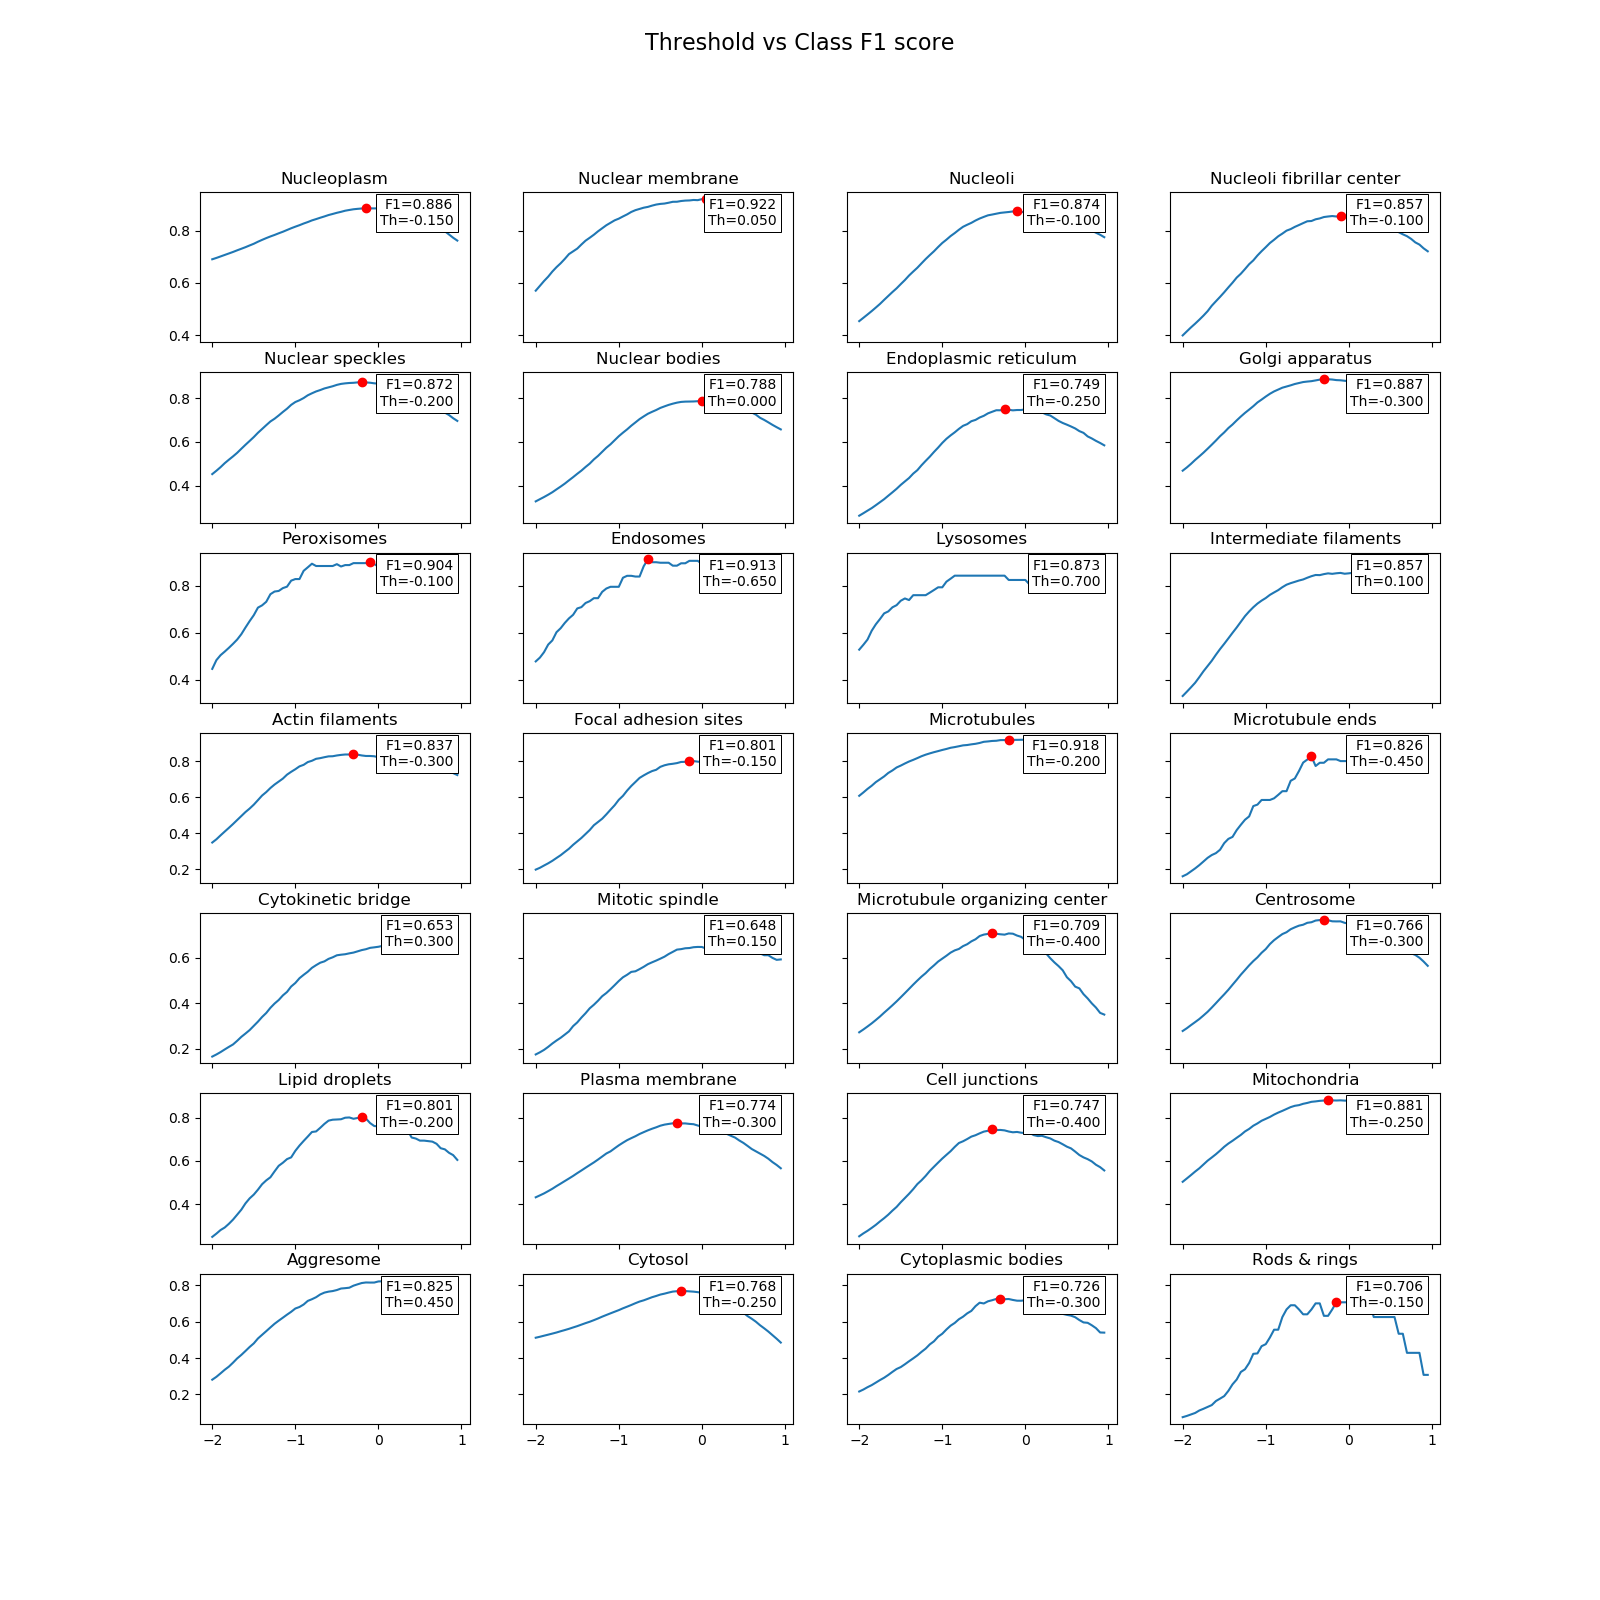 Threshold vs Class F1 score
Nucleoplasm
F1=0.886
Th=-0.150
0.8
0.6
0.4
Nuclear membrane
F1=0.922
Th=0.050
Nucleoli
F1=0.874
Th=-0.100
Nucleoli fibrillar center
F1=0.857
Th=-0.100
Nuclear speckles
F1=0.872
Th=-0.200
0.8
0.6
0.4
Nuclear bodies
F1=0.788
Th=0.000
Endoplasmic reticulum
F1=0.749
Th=-0.250
Golgi apparatus
F1=0.887
Th=-0.300
Peroxisomes
F1=0.904
Th=-0.100
0.8
0.6
0.4
Endosomes
F1=0.913
Th=-0.650
Lysosomes
F1=0.873
Th=0.700
Intermediate filaments
F1=0.857
Th=0.100
Actin filaments
F1=0.837
Th=-0.300
0.8
0.6
0.4
0.2
Focal adhesion sites
F1=0.801
Th=-0.150
Microtubules
F1=0.918
Th=-0.200
Microtubule ends
F1=0.826
Th=-0.450
Cytokinetic bridge
F1=0.653
Th=0.300
0.6
0.4
0.2
Mitotic spindle
F1=0.648
Th=0.150
Microtubule organizing center
F1=0.709
Th=-0.400
Centrosome
F1=0.766
Th=-0.300
Lipid droplets
F1=0.801
Th=-0.200
0.8
0.6
0.4
Plasma membrane
F1=0.774
Th=-0.300
Cell junctions
F1=0.747
Th=-0.400
Mitochondria
F1=0.881
Th=-0.250
Aggresome
F1=0.825
Th=0.450
0.8
0.6
0.4
0.2
−2 −1 0 1
Cytosol
F1=0.768
Th=-0.250
−2 −1 0 1
Cytoplasmic bodies
F1=0.726
Th=-0.300
−2 −1 0 1
Rods & rings
F1=0.706
Th=-0.150
−2 −1 0 1